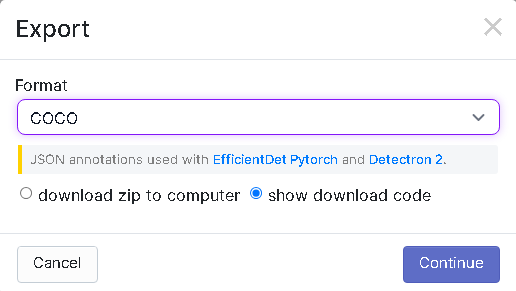 Export
Format
COCO
JSON annotations used with EfficientDet Pytorch and Detectron 2.
download zip to computer show download code
Cancel Continue